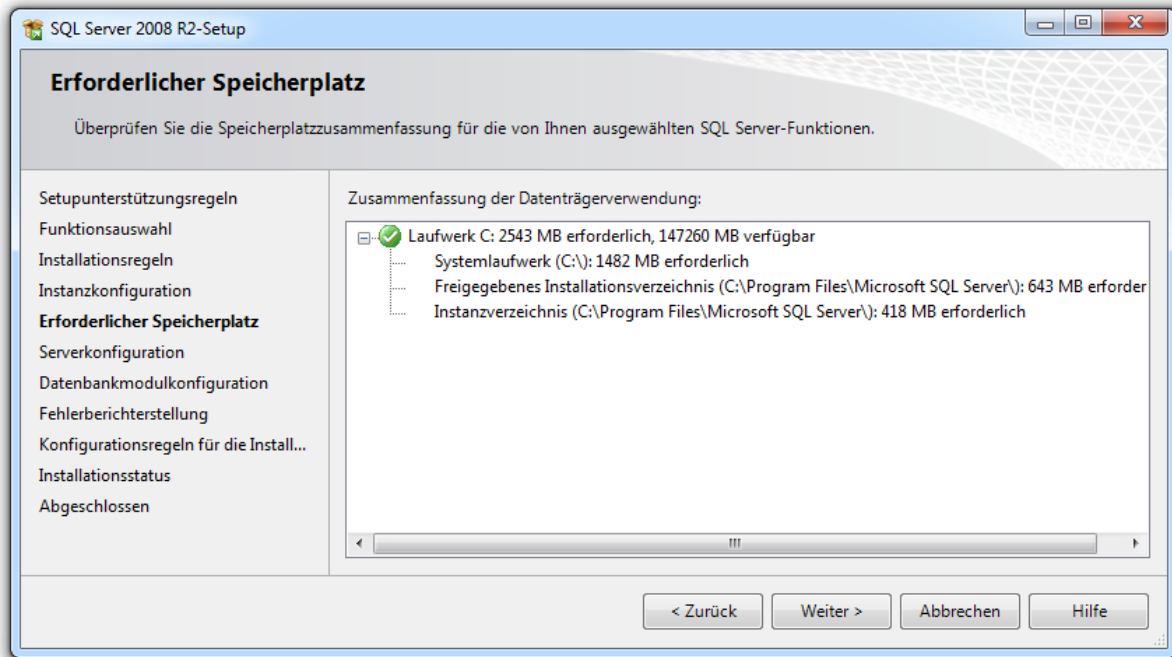 SQL Server 2008 R2-Setup
Erforderlicher Speicherplatz
Überprüfen Sie die Speicherplatzzusammenfassung für die von Ihnen ausgewählten SQL Server-Funktionen.
Setupunterstützungsregeln
Funktionsauswahl
Installationsregeln
Instanzkonfiguration
Erforderlicher Speicherplatz
Serverkonfiguration
Datenbankmodulkonfiguration
Fehlerberichterstellung
Konfigurationsregeln für die Install...
Installationsstatus
Abgeschlossen
Zusammenfassung der Datenträgerverwendung:
Laufwerk C: 2543 MB erforderlich, 147260 MB verfügbar
Systemlaufwerk (C:\): 1482 MB erforderlich
Freigegebenes Installationsverzeichnis (C:\Program Files\Microsoft SQL Server\): 643 MB erforder
Instanzverzeichnis (C:\Program Files\Microsoft SQL Server\): 418 MB erforderlich
< Zurück
Weiter >
Abbrechen
Hilfe